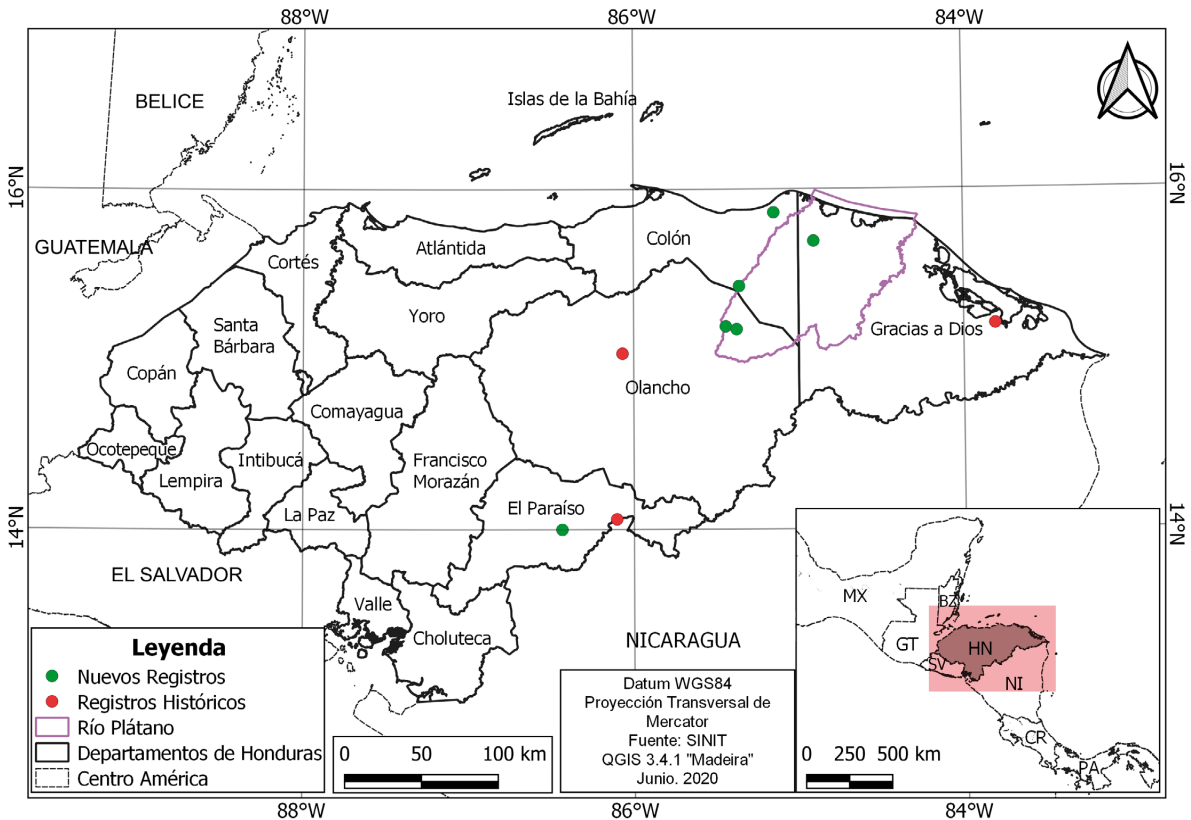 88°W
86°W
84°W
BELICE
Islas de la Bahía
16°N
16°N
GUATEMALA
Cortés
Atlántida
Colón
Yoro
Santa
Bárbara
Gracias a Dios
Copán
Olancho
Comayagua
Ocotepeque
Intibucá
Francisco
Morazán
Lempira
La Paz
El Paraíso
14°N
14°N
EL SALVADOR
Valle
Choluteca
NICARAGUA
Leyenda
Nuevos Registros
Registros Históricos
Río Plátano
Departamentos de Honduras
Centro América
0 50 100 km
Datum WGS84
Proyección Transversal de
Mercator
Fuente: SINIT
QGIS 3.4.1 "Madeira"
Junio. 2020
MX
BZ
GT
HN
SV
NI
CR
PA
0 250 500 km
88°W
86°W
84°W